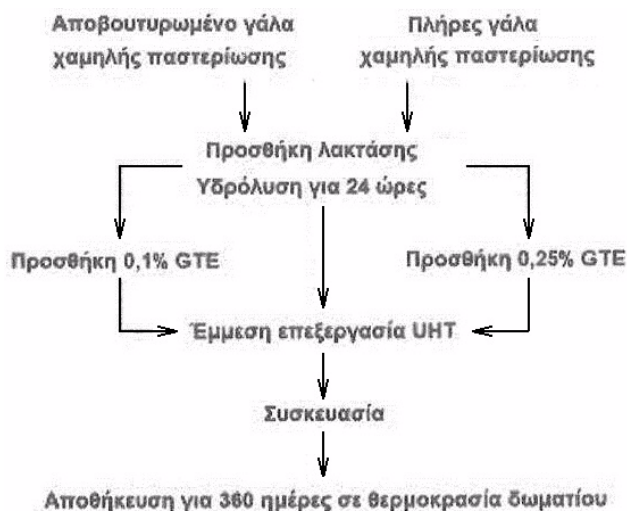 Αποβουτυρωμένο γάλα
χαμηλής παστερίωσης
Πλήρες γάλα
χαμηλής παστερίωσης
Προσθήκη λακτάσης
Υδρόλυση για 24 ώρες
Προσθήκη 0,1% GTE
Προσθήκη 0,25% GTE
Έμμεση επεξεργασία UHT
Συσκευασία
Αποθήκευση για 360 ημέρες σε θερμοκρασία δωματίου